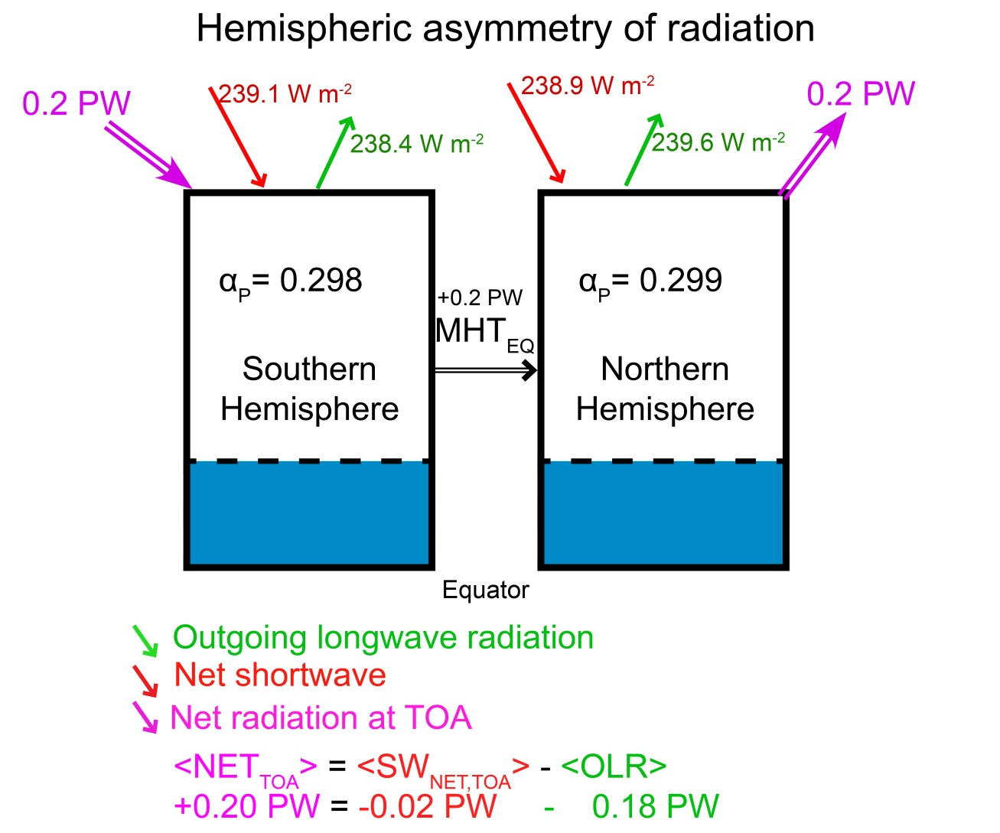 Hemispheric asymmetry of radiation
0.2 PW
239.1 W m-2
238.4 W m-2
238.9 W m-2
239.6 W m-2
0.2 PW
αP= 0.298
+0.2 PW
MHTEQ
αP= 0.299
Southern
Hemisphere
Northern
Hemisphere
Equator
Outgoing longwave radiation
Net shortwave
Net radiation at TOA
<NETTOA> = <SWNET,TOA> - <OLR>
+0.20 PW = -0.02 PW - 0.18 PW